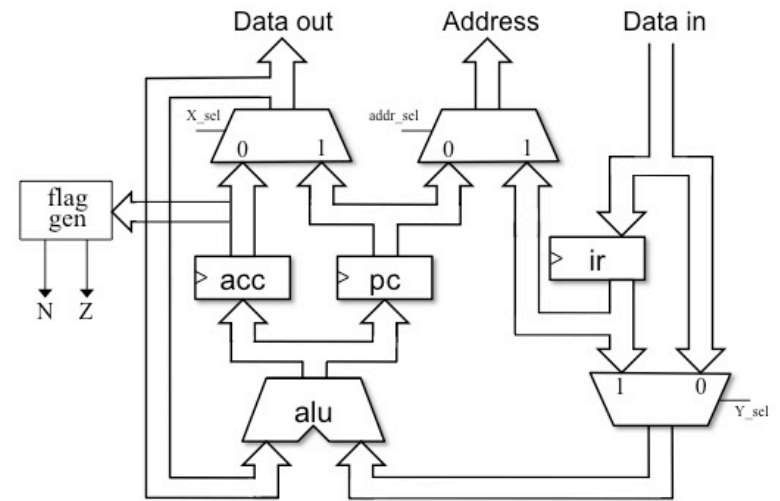 Data out
Address
Data in
X_sel
addr_sel
0
1
0
1
flag
gen
acc
pc
ir
N
Z
1
0
alu
Y_sel